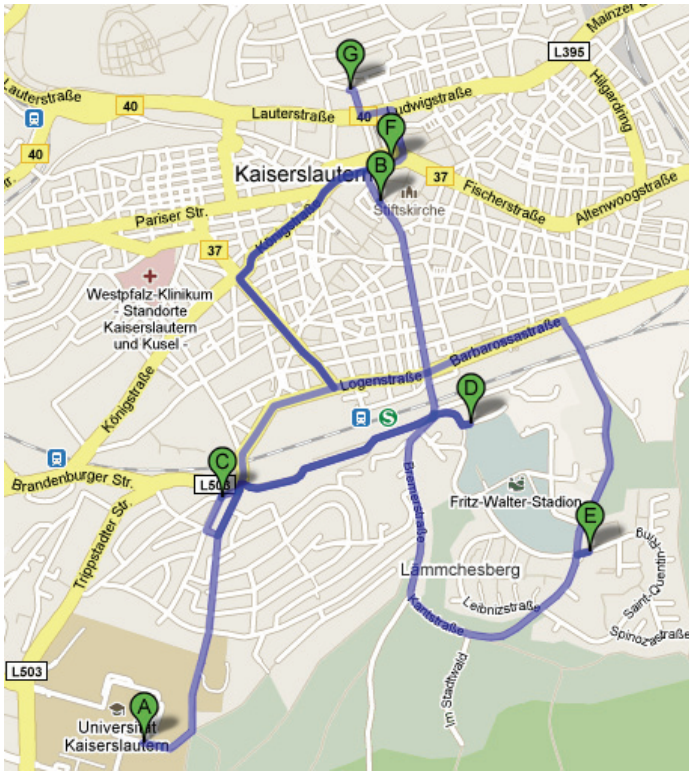 G
Mainzer Str.
L395
Lauterstraße
40
Lauterstraße
40
Ludwigstraße
Hilgardring
40
F
Kaiserslautern
B
37
Stiftskirche
Fischerstraße
Altenwoogstraße
Pariser Str.
Königstraße
37
Westpfalz-Klinikum
- Standorte
Kaiserslautern
und Kusel -
Barbarossastraße
Logenstraße
D
S
Königstraße
C
L503
Brandenburger Str.
Bremerstraße
Fritz-Walter-Stadion
Trippstadter Str.
E
Saint-Quentin-Ring
Lämmchesberg
Leibnizstraße
Kantstraße
Spinozastraße
L503
Im Stadtwald
A
Universität
Kaiserslautern